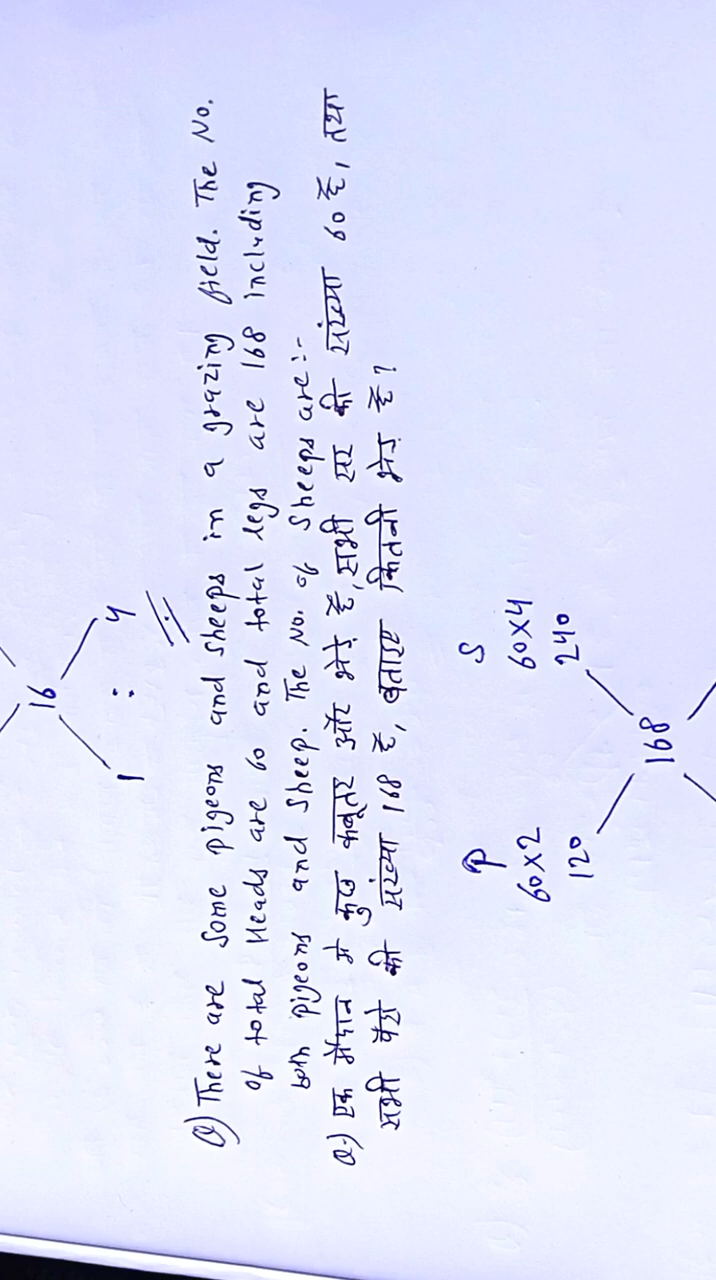 16
1 : 4
Q) There are Some pigeons and sheeps in a grazing field. The No.
of total Heads are 60 and total legs are 168 including
both pigeons and sheep. The No. of Sheeps are:-
Q.) एक मैदान मे कुछ कबूतर और भेड़े हैं, सभी सर की संख्या 60 हैं, तथा
सभी पैरो की संख्या 168 हैं, बताइए कितनी भेड़ हैं?
P S
60×2 60×4
120 240
168